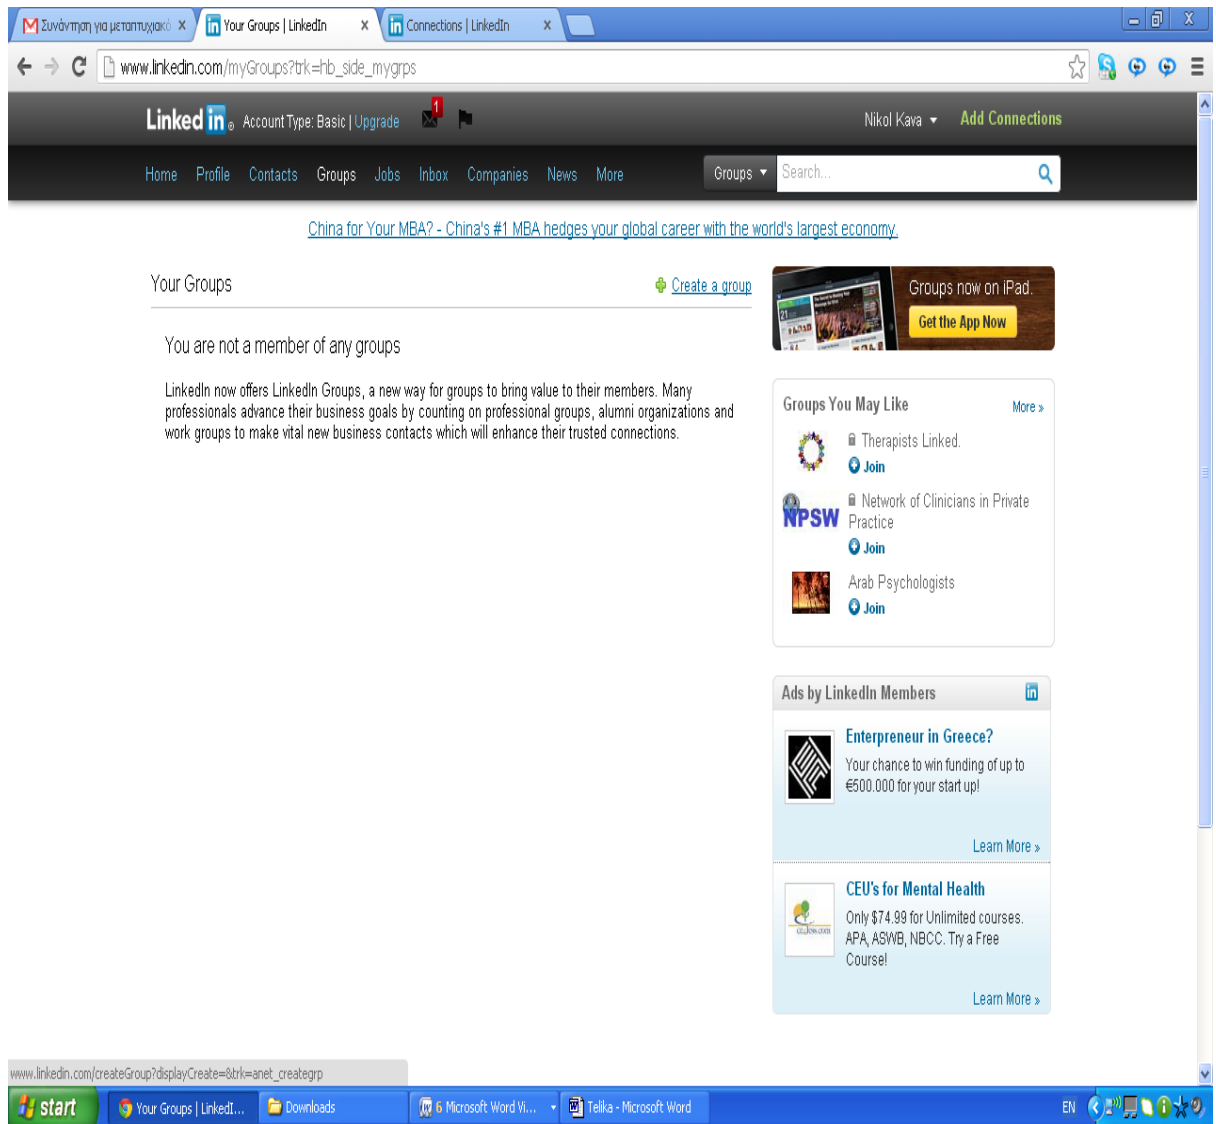 Συνάντηση για μεταπτυχιακό
Your Groups | LinkedIn
Connections | LinkedIn
www.linkedin.com/myGroups?trk=hb_side_mygrps
Linked in® Account Type: Basic | Upgrade 1
Nikol Kava Add Connections
Home Profile Contacts Groups Jobs Inbox Companies News More
Groups Search...
China for Your MBA? - China's #1 MBA hedges your global career with the world's largest economy.
Your Groups
Create a group
You are not a member of any groups
LinkedIn now offers LinkedIn Groups, a new way for groups to bring value to their members. Many
professionals advance their business goals by counting on professional groups, alumni organizations and
work groups to make vital new business contacts which will enhance their trusted connections.
Groups now on iPad.
Get the App Now
Groups You May Like More »
Therapists Linked.
Join
NPSW
Network of Clinicians in Private
Practice
Join
Arab Psychologists
Join
Ads by LinkedIn Members in
Enterpreneur in Greece?
Your chance to win funding of up to
€500.000 for your start up!
Learn More »
CEU's for Mental Health
Only $74.99 for Unlimited courses.
APA, ASWB, NBCC. Try a Free
Course!
Learn More »
www.linkedin.com/createGroup?displayCreate=&trk=anet_creategrp
start
Your Groups | LinkedI...
Downloads
6 Microsoft Word Vi...
Telika - Microsoft Word
EN